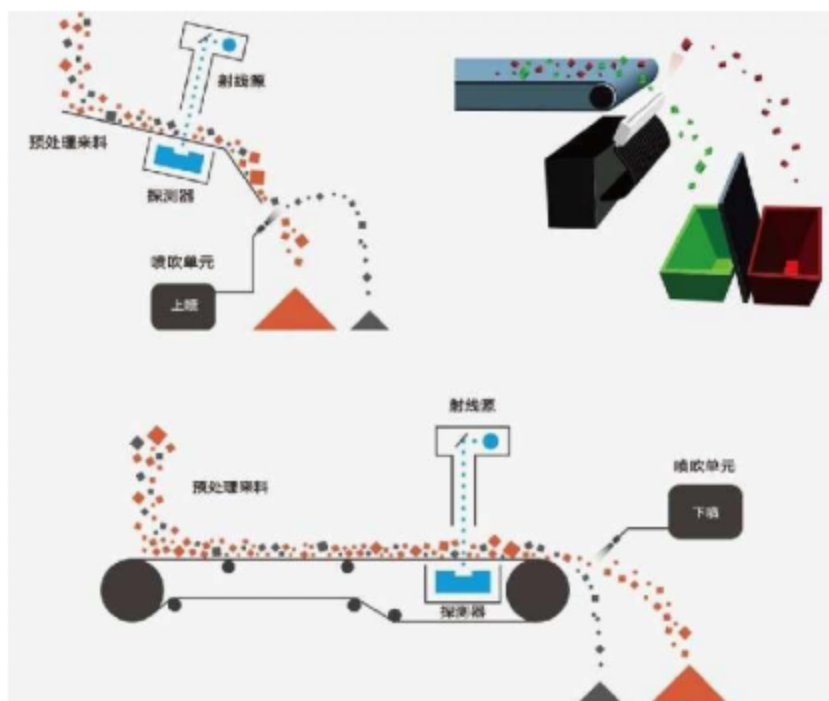 射线源
预处理来料
探测器
喷吹单元
上喷
射线源
喷吹单元
预处理来料
下喷
探测器